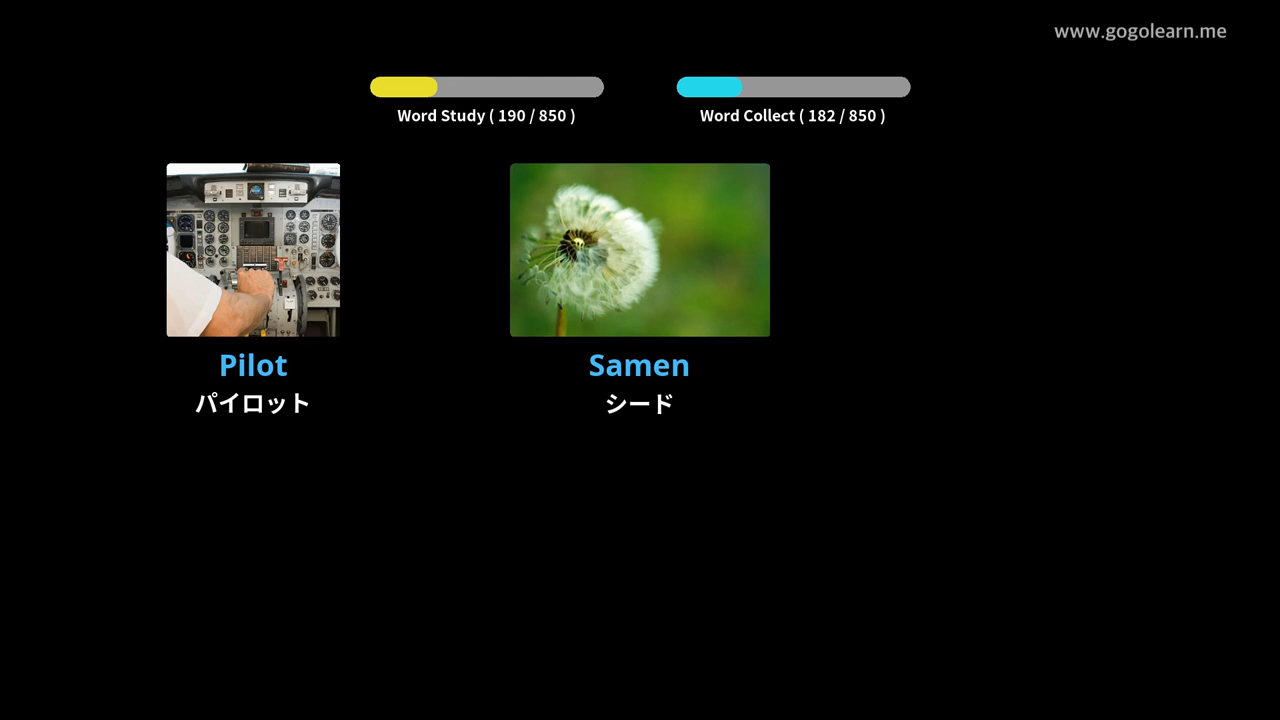 www.gogolearn.me
Word Study ( 190 / 850 )
Word Collect ( 182 / 850 )
Pilot
パイロット
Samen
シード